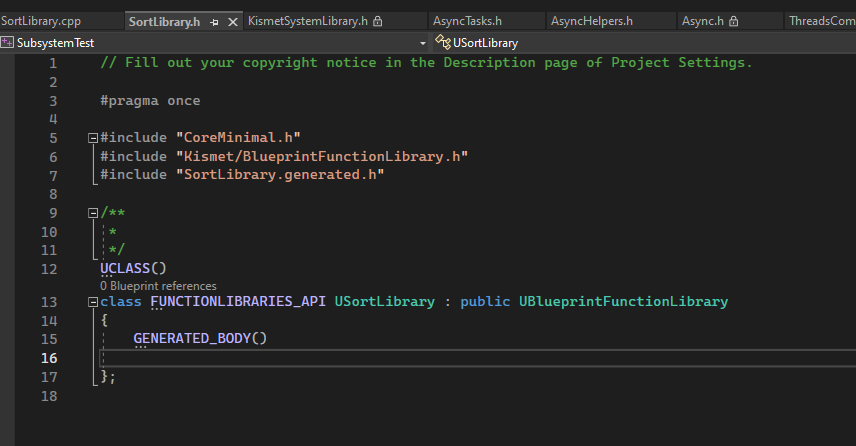 SortLibrary.cpp SortLibrary.h KismetSystemLibrary.h AsyncTasks.h AsyncHelpers.h Async.h ThreadsCom
SubsystemTest USortLibrary
1 // Fill out your copyright notice in the Description page of Project Settings.
2
3 #pragma once
4
5 #include "CoreMinimal.h"
6 #include "Kismet/BlueprintFunctionLibrary.h"
7 #include "SortLibrary.generated.h"
8
9 /**
10 *
11 */
12 UCLASS()
0 Blueprint references
13 class FUNCTIONLIBRARIES_API USortLibrary : public UBlueprintFunctionLibrary
14 {
15 GENERATED_BODY()
16
17 };
18